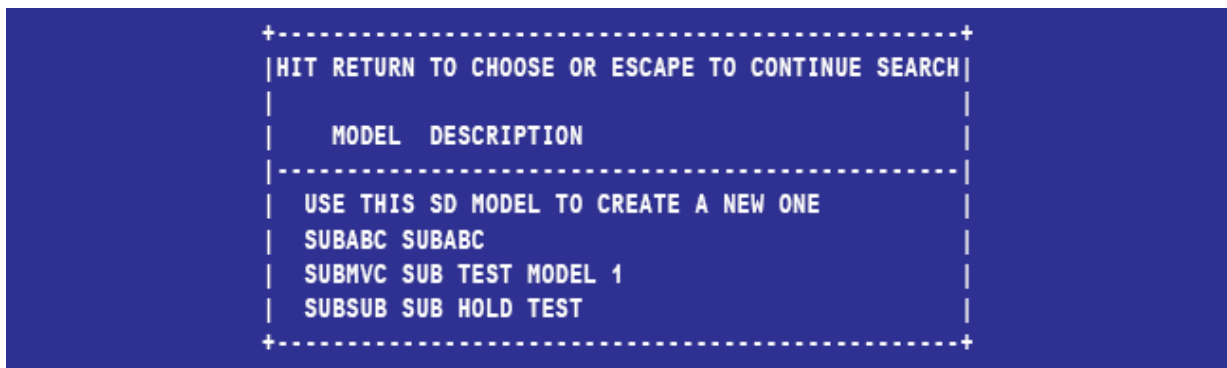 +-------------------------------------------------+
|HIT RETURN TO CHOOSE OR ESCAPE TO CONTINUE SEARCH|
|                                                 |
|    MODEL  DESCRIPTION                           |
|-------------------------------------------------|
|  USE THIS SD MODEL TO CREATE A NEW ONE          |
|  SUBABC SUBABC                                  |
|  SUBMVC SUB TEST MODEL 1                        |
|  SUBSUB SUB HOLD TEST                           |
+-------------------------------------------------+